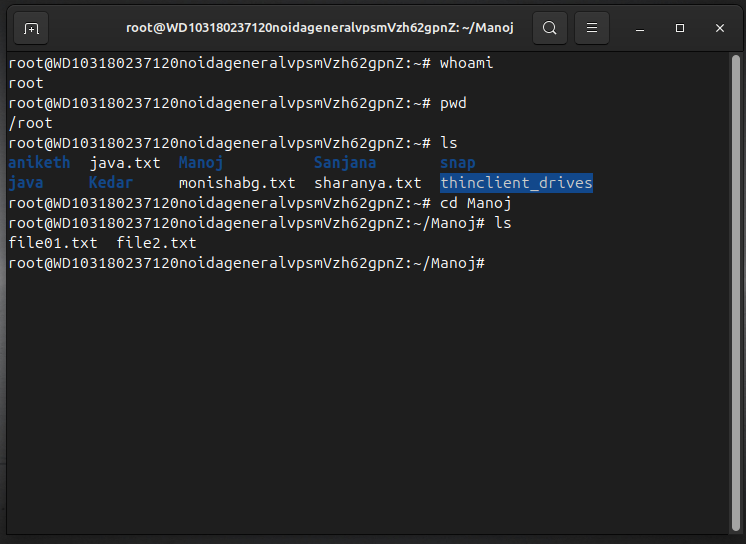 root@WD103180237120noidageneralvpsmVzh62gpnZ: ~/Manoj
root@WD103180237120noidageneralvpsmVzh62gpnZ:~# whoami
root
root@WD103180237120noidageneralvpsmVzh62gpnZ:~# pwd
/root
root@WD103180237120noidageneralvpsmVzh62gpnZ:~# ls
aniketh  java.txt  Manoj          Sanjana       snap
java     Kedar     monishabg.txt  sharanya.txt  thinclient_drives
root@WD103180237120noidageneralvpsmVzh62gpnZ:~# cd Manoj
root@WD103180237120noidageneralvpsmVzh62gpnZ:~/Manoj# ls
file01.txt  file2.txt
root@WD103180237120noidageneralvpsmVzh62gpnZ:~/Manoj#